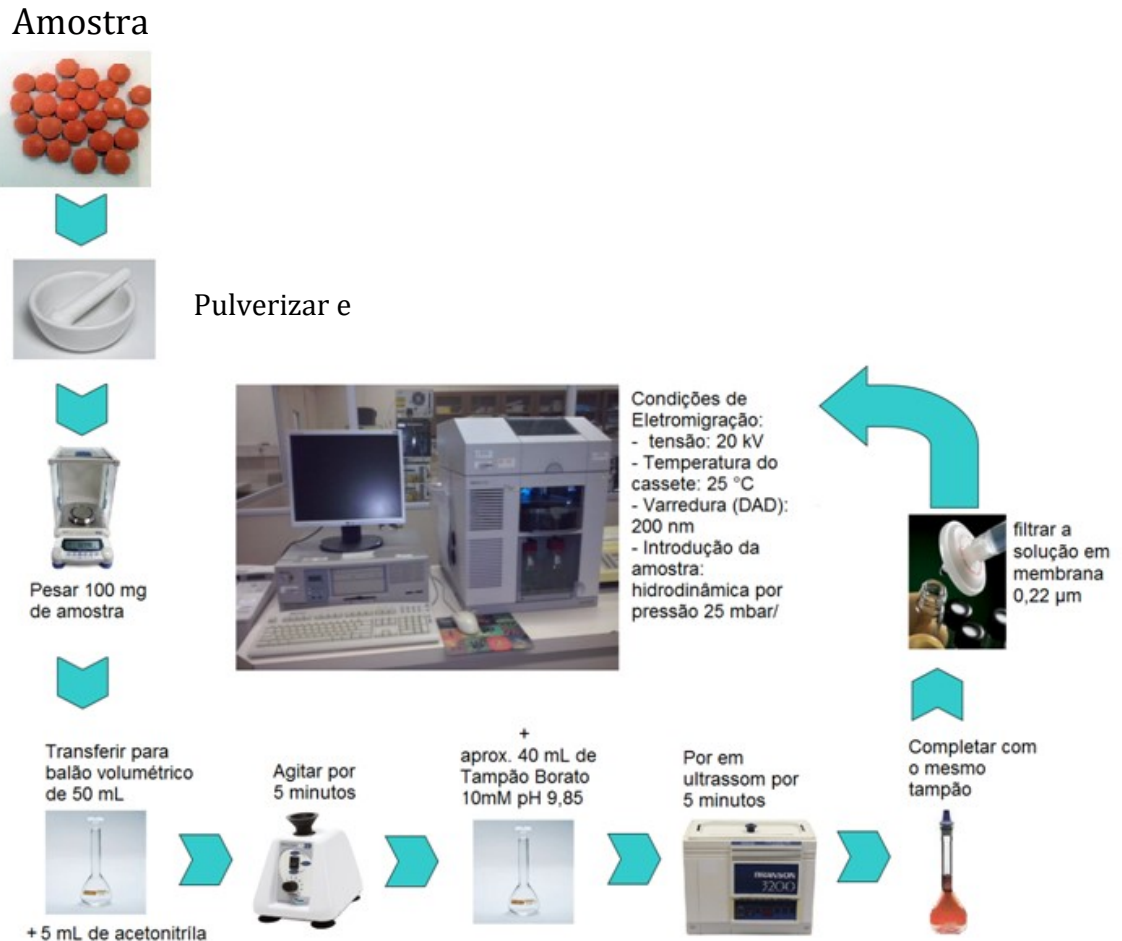 Amostra
Pulverizar e
Pesar 100 mg
de amostra
Transferir para
balão volumétrico
de 50 mL
+ 5 mL de acetonitríla
Agitar por
5 minutos
+
aprox. 40 mL de
Tampão Borato
10mM pH 9,85
Por em
ultrassom por
5 minutos
BRANSON
3200
Completar com
o mesmo
tampão
filtrar a
solução em
membrana
0,22 µm
Condições de
Eletromigração:
- tensão: 20 kV
- Temperatura do
cassete: 25 °C
- Varredura (DAD):
200 nm
- Introdução da
amostra:
hidrodinâmica por
pressão 25 mbar/